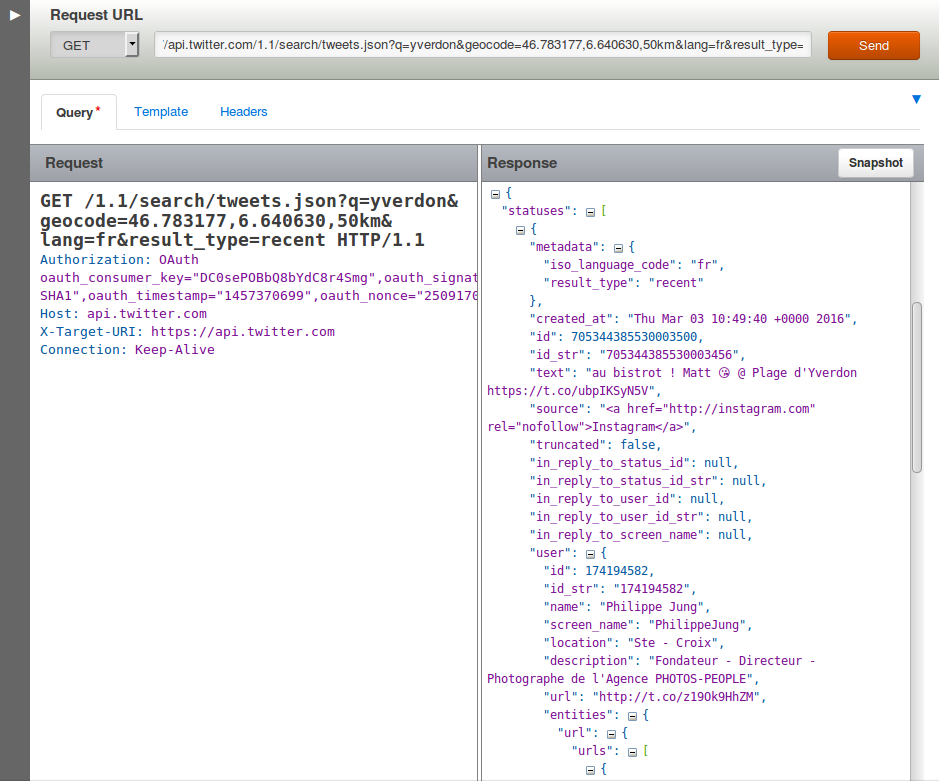 Request URL
GET
'/api.twitter.com/1.1/search/tweets.json?q=yverdon&geocode=46.783177,6.640630,50km&lang=fr&result_type=
Send
Query *
Template
Headers
Request
Response
Snapshot
GET /1.1/search/tweets.json?q=yverdon&
geocode=46.783177,6.640630,50km&
lang=fr&result_type=recent HTTP/1.1
Authorization: OAuth
oauth_consumer_key="DC0sePOBbQ8bYdC8r4Smg",oauth_signat
SHA1",oauth_timestamp="1457370699",oauth_nonce="2509170
Host: api.twitter.com
X-Target-URI: https://api.twitter.com
Connection: Keep-Alive
{
"statuses": [
{
"metadata": {
"iso_language_code": "fr",
"result_type": "recent"
},
"created_at": "Thu Mar 03 10:49:40 +0000 2016",
"id": 705344385530003500,
"id_str": "705344385530003456",
"text": "au bistrot ! Matt 😘 @ Plage d'Yverdon
https://t.co/ubpIKSyN5V",
"source": "<a href="http://instagram.com"
rel="nofollow">Instagram</a>",
"truncated": false,
"in_reply_to_status_id": null,
"in_reply_to_status_id_str": null,
"in_reply_to_user_id": null,
"in_reply_to_user_id_str": null,
"in_reply_to_screen_name": null,
"user": {
"id": 174194582,
"id_str": "174194582",
"name": "Philippe Jung",
"screen_name": "PhilippeJung",
"location": "Ste - Croix",
"description": "Fondateur - Directeur -
Photographe de l'Agence PHOTOS-PEOPLE",
"url": "http://t.co/z19Ok9HhZM",
"entities": {
"url": {
"urls": [
{